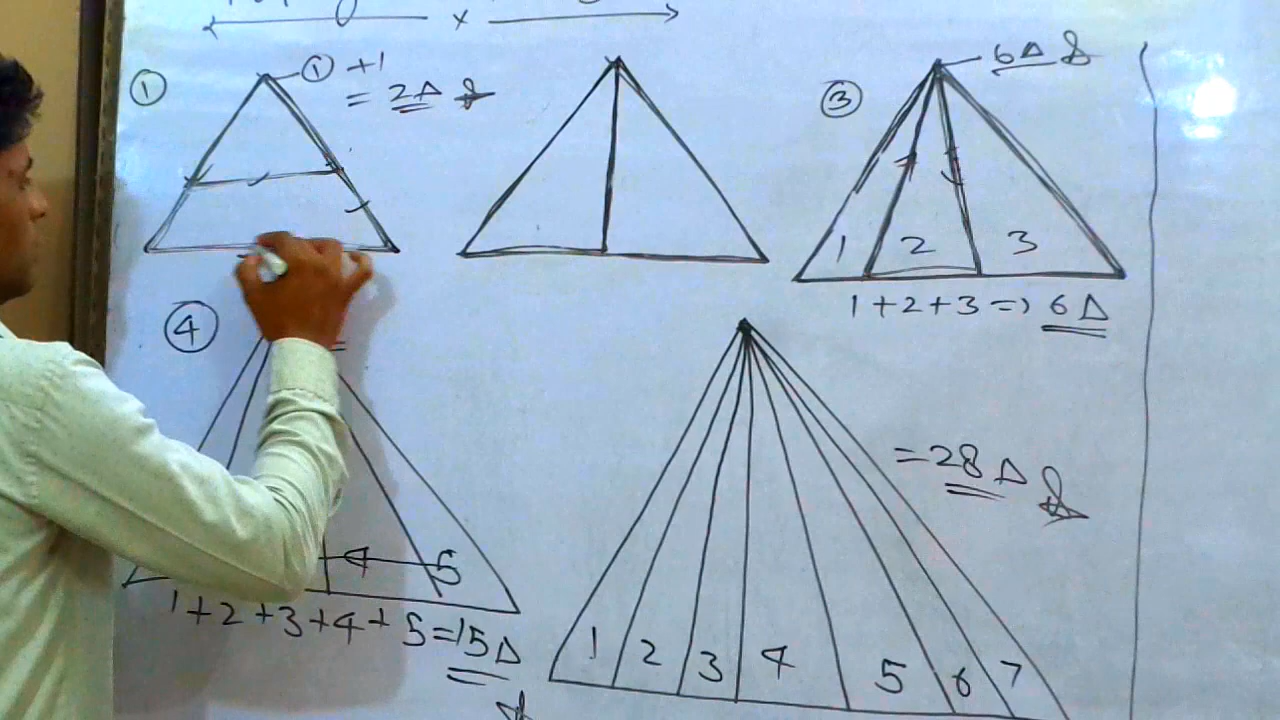 ×
① ① +1
= 2Δ
③ 6Δ
1 2 3
1+2+3 => 6Δ
④
4 5
1+2+3+4+5=15Δ
= 28Δ
1 2 3 4 5 6 7